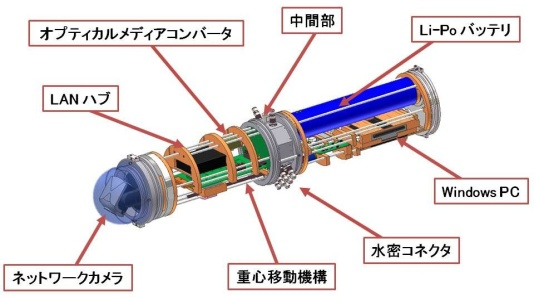 中間部
オプティカルメディアコンバータ
Li-Po バッテリ
LAN ハブ
Windows PC
水密コネクタ
ネットワークカメラ
重心移動機構